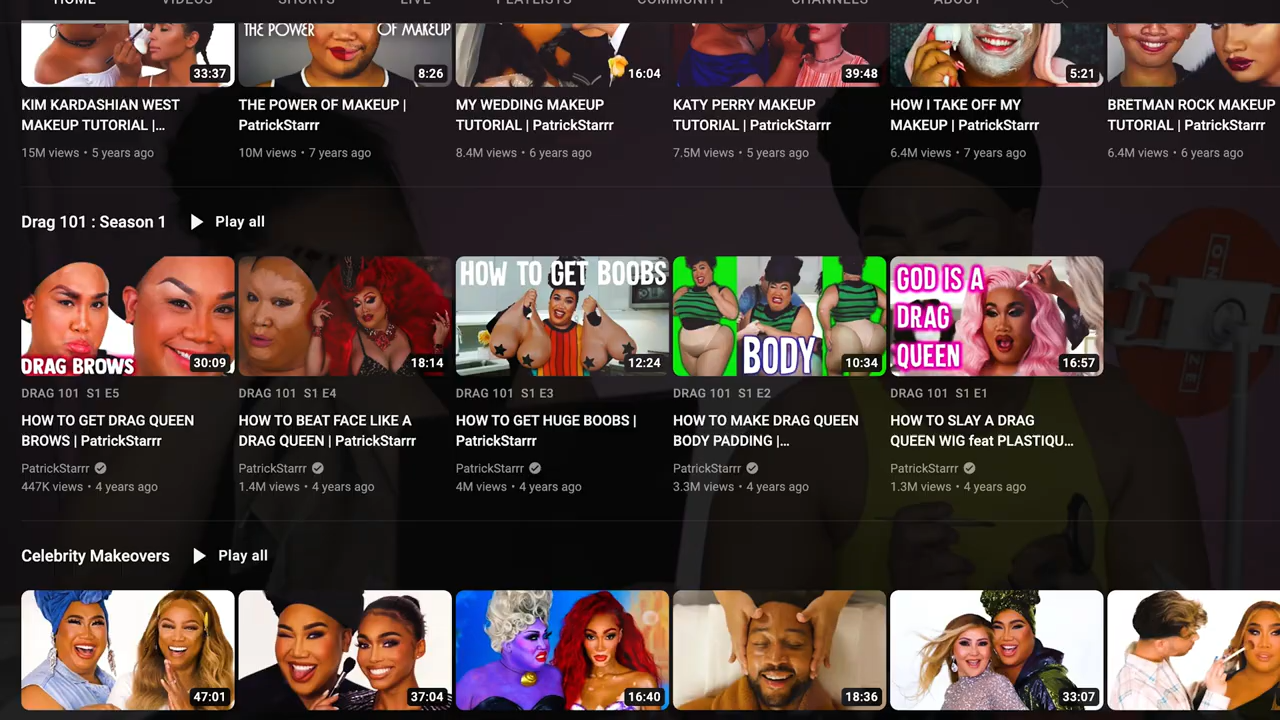 HOME VIDEOS SHORTS LIVE PLAYLISTS COMMUNITY CHANNELS ABOUT
THE POWER OF MAKEUP
33:37 8:26 16:04 39:48 5:21
KIM KARDASHIAN WEST
MAKEUP TUTORIAL |...
15M views • 5 years ago
THE POWER OF MAKEUP |
PatrickStarrr
10M views • 7 years ago
MY WEDDING MAKEUP
TUTORIAL | PatrickStarrr
8.4M views • 6 years ago
KATY PERRY MAKEUP
TUTORIAL | PatrickStarrr
7.5M views • 5 years ago
HOW I TAKE OFF MY
MAKEUP | PatrickStarrr
6.4M views • 7 years ago
BRETMAN ROCK MAKEUP
TUTORIAL | PatrickStarrr
6.4M views • 6 years ago
Drag 101 : Season 1 Play all
DRAG BROWS
30:09
DRAG 101 S1 E5
HOW TO GET DRAG QUEEN
BROWS | PatrickStarrr
PatrickStarrr
447K views • 4 years ago
18:14
DRAG 101 S1 E4
HOW TO BEAT FACE LIKE A
DRAG QUEEN | PatrickStarrr
PatrickStarrr
1.4M views • 4 years ago
HOW TO GET BOOBS
12:24
DRAG 101 S1 E3
HOW TO GET HUGE BOOBS |
PatrickStarrr
PatrickStarrr
4M views • 4 years ago
BODY
10:34
DRAG 101 S1 E2
HOW TO MAKE DRAG QUEEN
BODY PADDING |...
PatrickStarrr
3.3M views • 4 years ago
GOD IS A
DRAG
QUEEN
16:57
DRAG 101 S1 E1
HOW TO SLAY A DRAG
QUEEN WIG feat PLASTIQU...
PatrickStarrr
1.3M views • 4 years ago
Celebrity Makeovers Play all
47:01 37:04 16:40 18:36 33:07